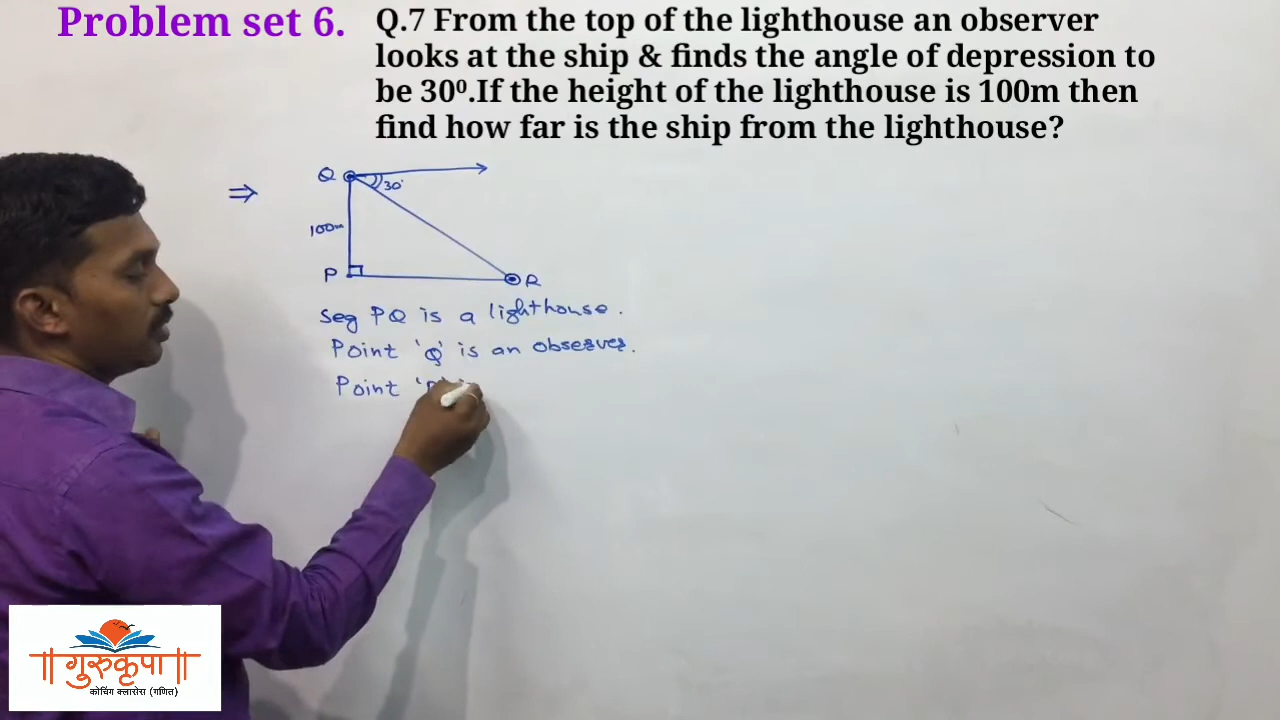 Problem set 6.
Q.7 From the top of the lighthouse an observer
looks at the ship & finds the angle of depression to
be 30⁰.If the height of the lighthouse is 100m then
find how far is the ship from the lighthouse?
⇒
Q
30°
100m
P
R
seg PQ is a lighthouse.
Point 'Q' is an observer.
Point
॥ गुरुकृपा ॥
कोचिंग क्लासेस (गणित)